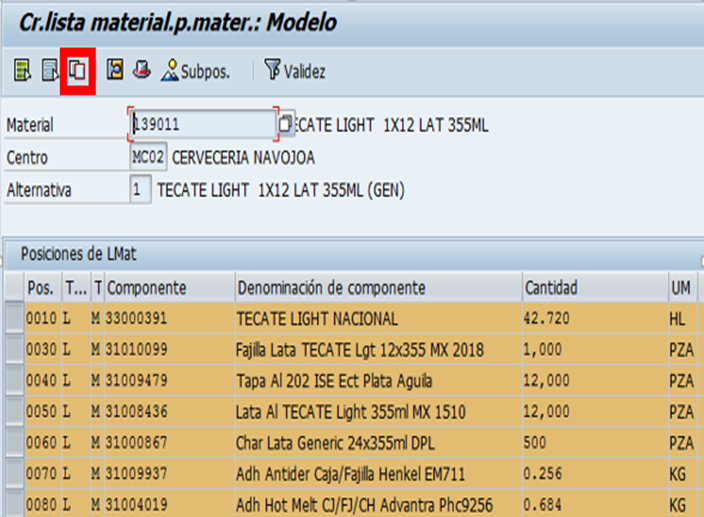 Cr.lista material.p.mater.: Modelo
Subpos. Validez
Material 139011 ECATE LIGHT 1X12 LAT 355ML
Centro MC02 CERVECERIA NAVOJOA
Alternativa 1 TECATE LIGHT 1X12 LAT 355ML (GEN)
Posiciones de LMat
Pos. T... T Componente Denominación de componente Cantidad UM
0010 L M 33000391 TECATE LIGHT NACIONAL 42.720 HL
0030 L M 31010099 Fajilla Lata TECATE Lgt 12x355 MX 2018 1,000 PZA
0040 L M 31009479 Tapa Al 202 ISE Ect Plata Aguila 12,000 PZA
0050 L M 31008436 Lata Al TECATE Light 355ml MX 1510 12,000 PZA
0060 L M 31000867 Char Lata Generic 24x355ml DPL 500 PZA
0070 L M 31009937 Adh Antider Caja/Fajilla Henkel EM711 0.256 KG
0080 L M 31004019 Adh Hot Melt CJ/FJ/CH Advantra Phc9256 0.684 KG